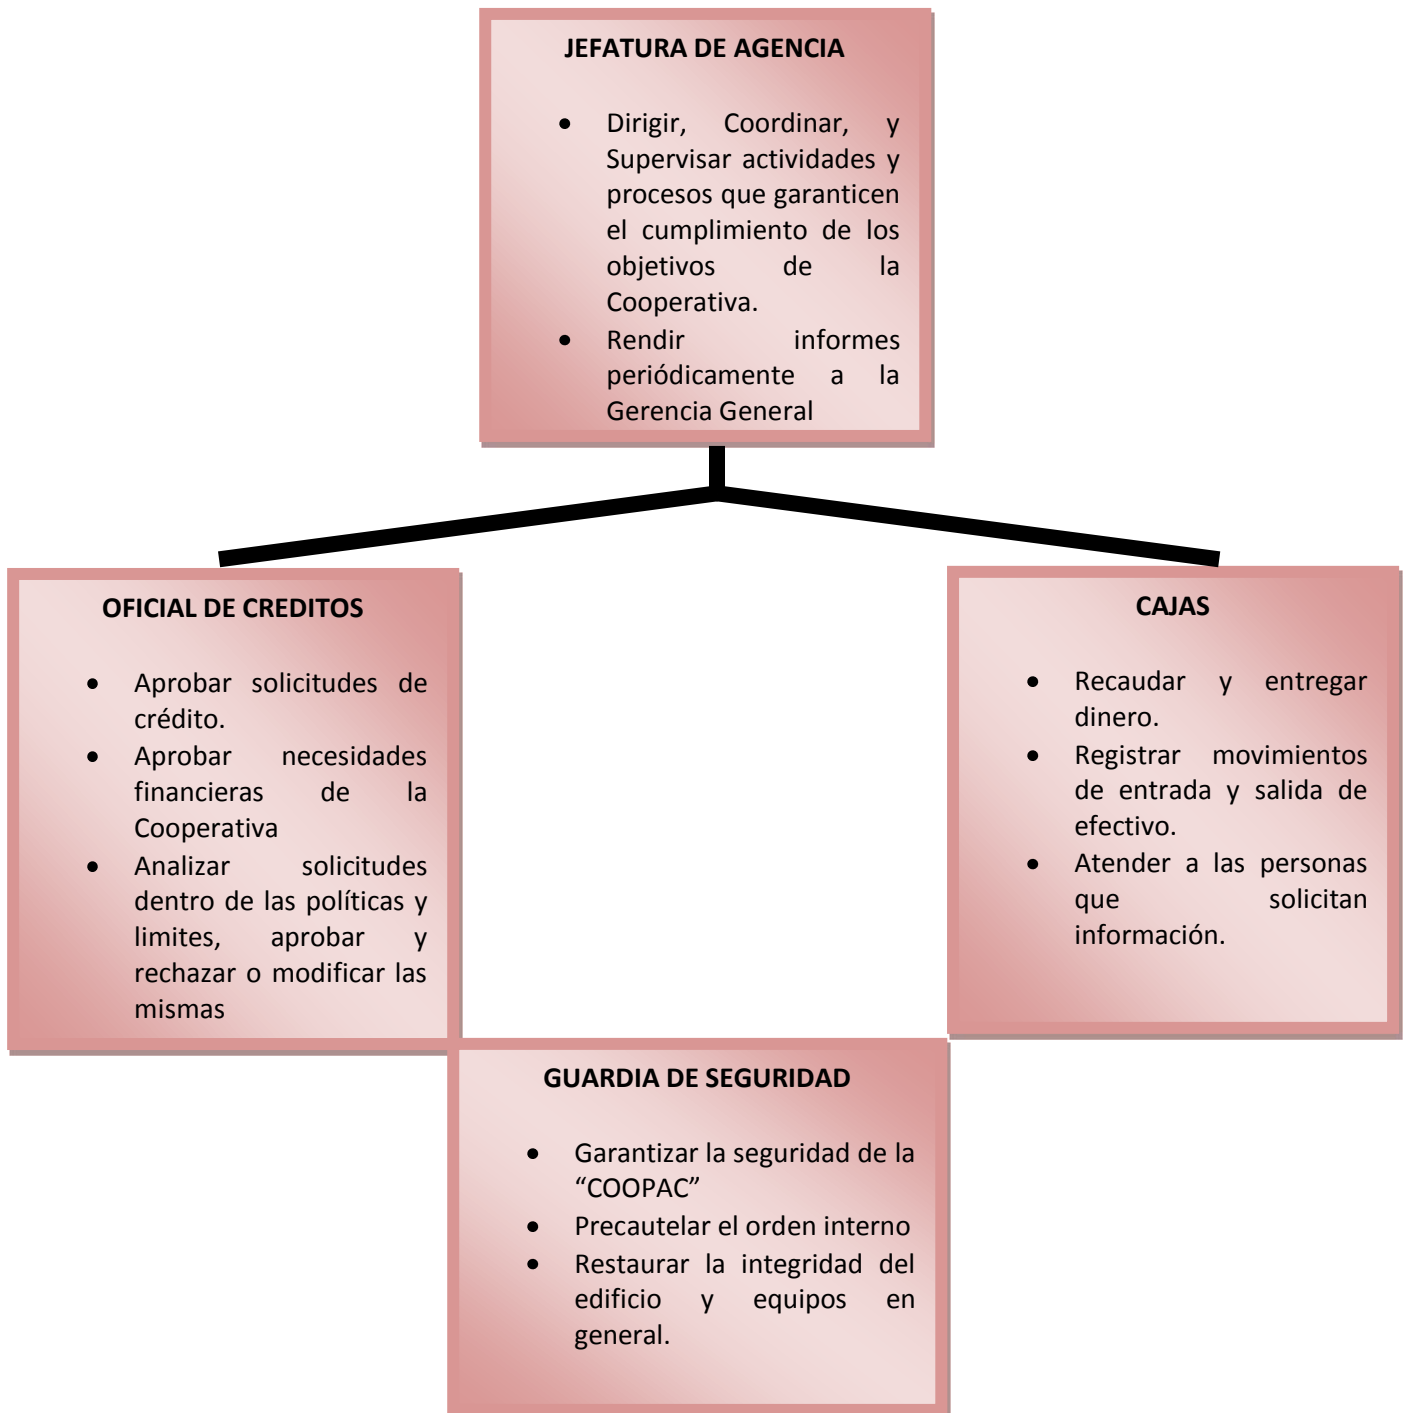 JEFATURA DE AGENCIA
• Dirigir, Coordinar, y
Supervisar actividades y
procesos que garanticen
el cumplimiento de los
objetivos de la
Cooperativa.
• Rendir informes
periódicamente a la
Gerencia General
OFICIAL DE CREDITOS
• Aprobar solicitudes de
crédito.
• Aprobar necesidades
financieras de la
Cooperativa
• Analizar solicitudes
dentro de las políticas y
limites, aprobar y
rechazar o modificar las
mismas
CAJAS
• Recaudar y entregar
dinero.
• Registrar movimientos
de entrada y salida de
efectivo.
• Atender a las personas
que solicitan
información.
GUARDIA DE SEGURIDAD
• Garantizar la seguridad de la
“COOPAC”
• Precautelar el orden interno
• Restaurar la integridad del
edificio y equipos en
general.